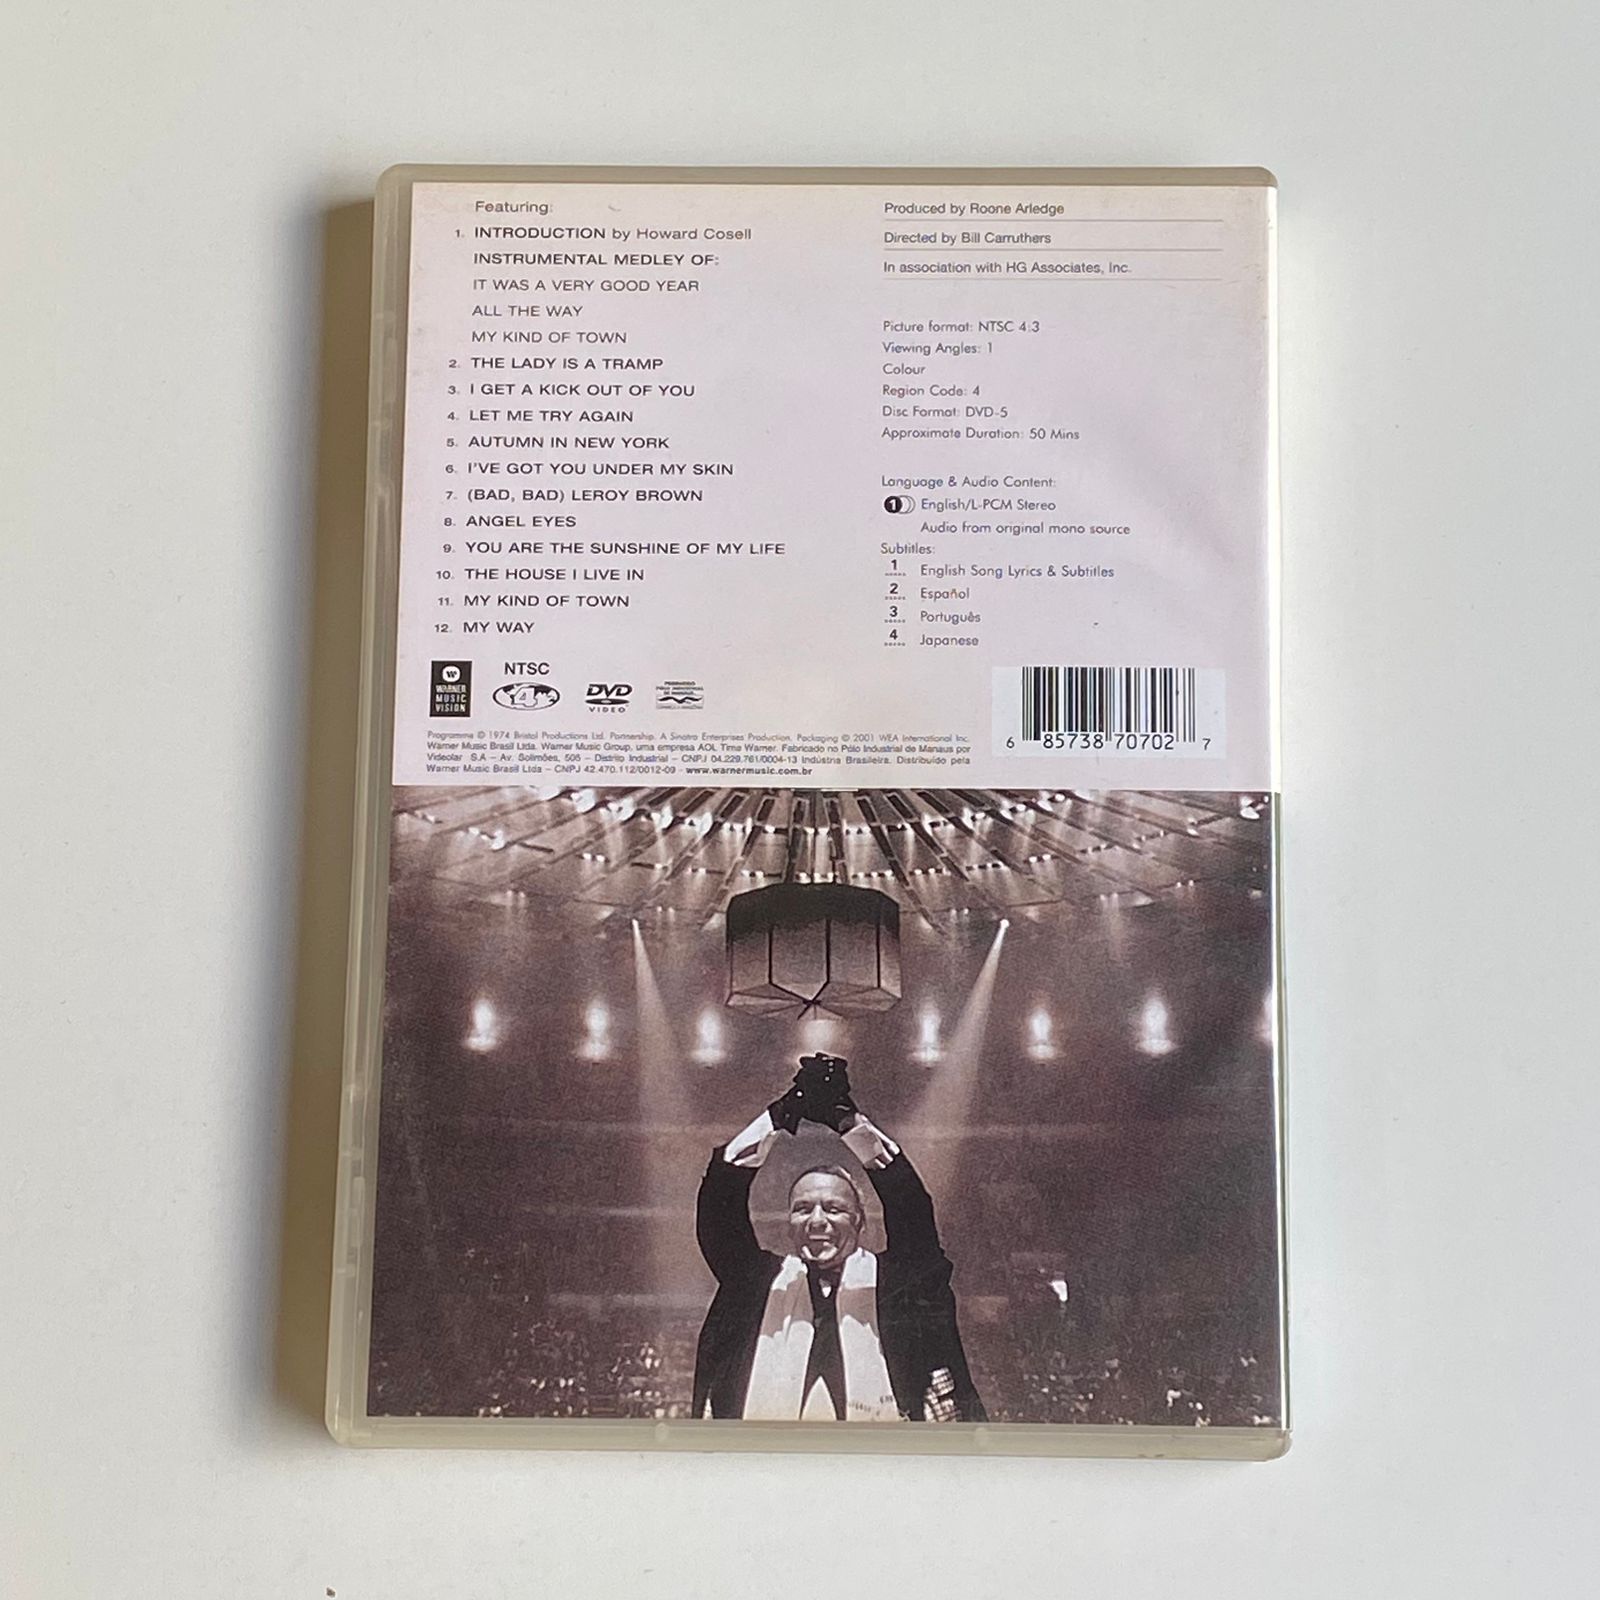 Featuring:
1. INTRODUCTION by Howard Cosell
INSTRUMENTAL MEDLEY OF:
IT WAS A VERY GOOD YEAR
ALL THE WAY
MY KIND OF TOWN
2. THE LADY IS A TRAMP
3. I GET A KICK OUT OF YOU
4. LET ME TRY AGAIN
5. AUTUMN IN NEW YORK
6. I'VE GOT YOU UNDER MY SKIN
7. (BAD, BAD) LEROY BROWN
8. ANGEL EYES
9. YOU ARE THE SUNSHINE OF MY LIFE
10. THE HOUSE I LIVE IN
11. MY KIND OF TOWN
12. MY WAY
Produced by Roone Arledge
Directed by Bill Carruthers
In association with HG Associates, Inc.
Picture format: NTSC 4:3
Viewing Angles: 1
Colour
Region Code: 4
Disc Format: DVD-5
Approximate Duration: 50 Mins
Language & Audio Content:
1 English/L-PCM Stereo
Audio from original mono source
Subtitles:
1 English Song Lyrics & Subtitles
2 Español
3 Português
4 Japanese
W
WARNER
MUSIC
VISION
NTSC
4
DVD
VIDEO
6 85738 70702 7
Programme © 1974 Bristol Productions Ltd. Partnership. A Sinatra Enterprises Production. Packaging © 2001 WEA International Inc.
Warner Music Brasil Ltda. Warner Music Group, uma empresa AOL Time Warner. Fabricado no Pólo Industrial de Manaus por
Videolar S.A – Av. Solimões, 505 – Distrito Industrial – CNPJ 04.229.761/0004-13 Indústria Brasileira. Distribuído pela
Warner Music Brasil Ltda – CNPJ 42.470.112/0012-09 - www.warnermusic.com.br